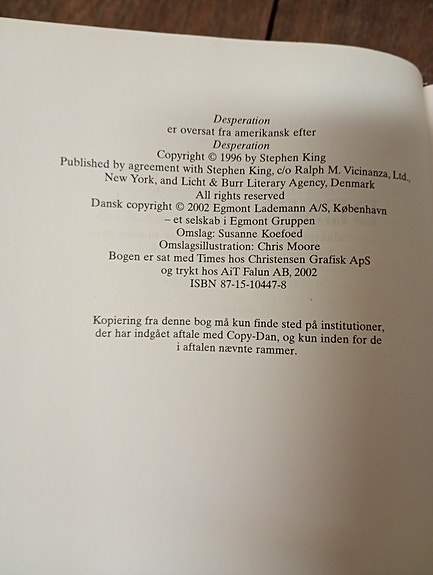 Desperation
er oversat fra amerikansk efter
Desperation
Copyright © 1996 by Stephen King
Published by agreement with Stephen King, c/o Ralph M. Vicinanza, Ltd.,
New York, and Licht & Burr Literary Agency, Denmark
All rights reserved
Dansk copyright © 2002 Egmont Lademann A/S, København
– et selskab i Egmont Gruppen
Omslag: Susanne Koefoed
Omslagsillustration: Chris Moore
Bogen er sat med Times hos Christensen Grafisk ApS
og trykt hos AiT Falun AB, 2002
ISBN 87-15-10447-8
Kopiering fra denne bog må kun finde sted på institutioner,
der har indgået aftale med Copy-Dan, og kun inden for de
i aftalen nævnte rammer.